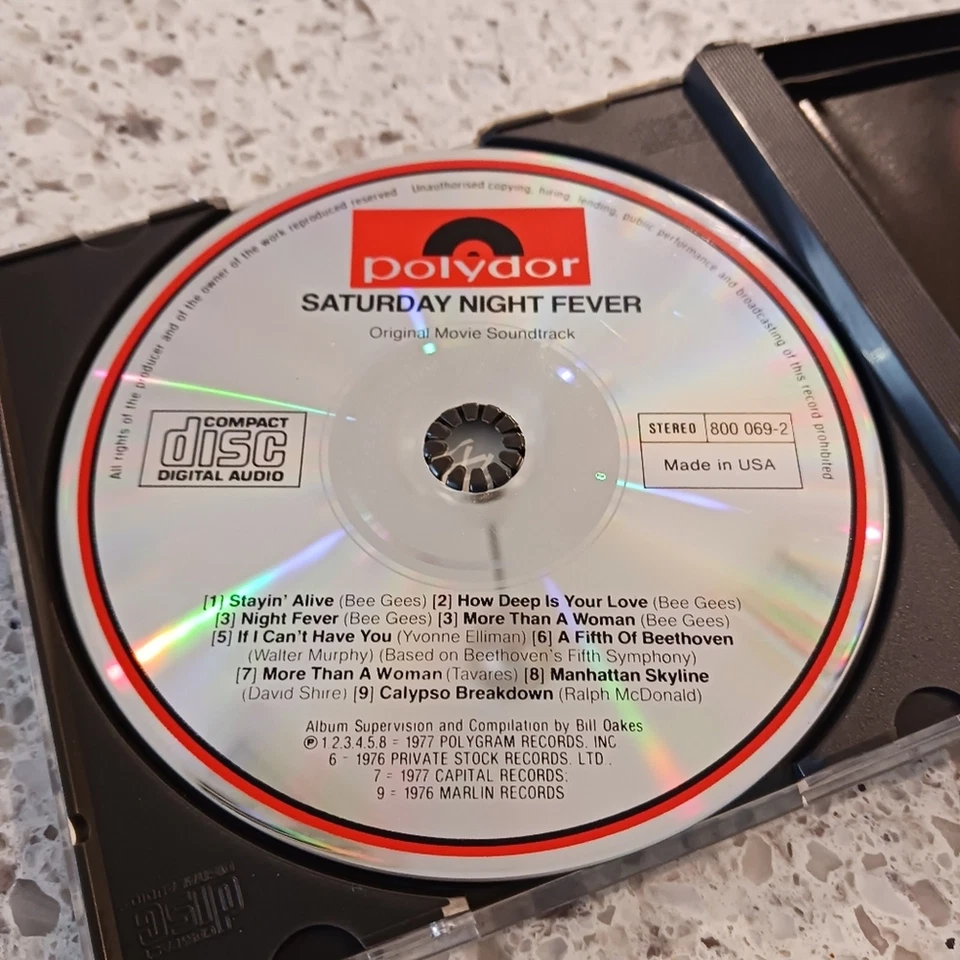 All rights of the producer and of the owner of the work reproduced reserved Unauthorised copying, hiring, lending, public performance and broadcasting of this record prohibited
polydor
SATURDAY NIGHT FEVER
Original Movie Soundtrack
COMPACT
disc
DIGITAL AUDIO
STEREO 800 069-2
Made in USA
[1] Stayin' Alive (Bee Gees) [2] How Deep Is Your Love (Bee Gees)
[3] Night Fever (Bee Gees) [3] More Than A Woman (Bee Gees)
[5] If I Can't Have You (Yvonne Elliman) [6] A Fifth Of Beethoven
(Walter Murphy) (Based on Beethoven's Fifth Symphony)
[7] More Than A Woman (Tavares) [8] Manhattan Skyline
(David Shire) [9] Calypso Breakdown (Ralph McDonald)
Album Supervision and Compilation by Bill Oakes
℗ 1.2.3.4.5.8 = 1977 POLYGRAM RECORDS. INC
6 - 1976 PRIVATE STOCK RECORDS. LTD.
7 = 1977 CAPITAL RECORDS:
9 = 1976 MARLIN RECORDS
disc